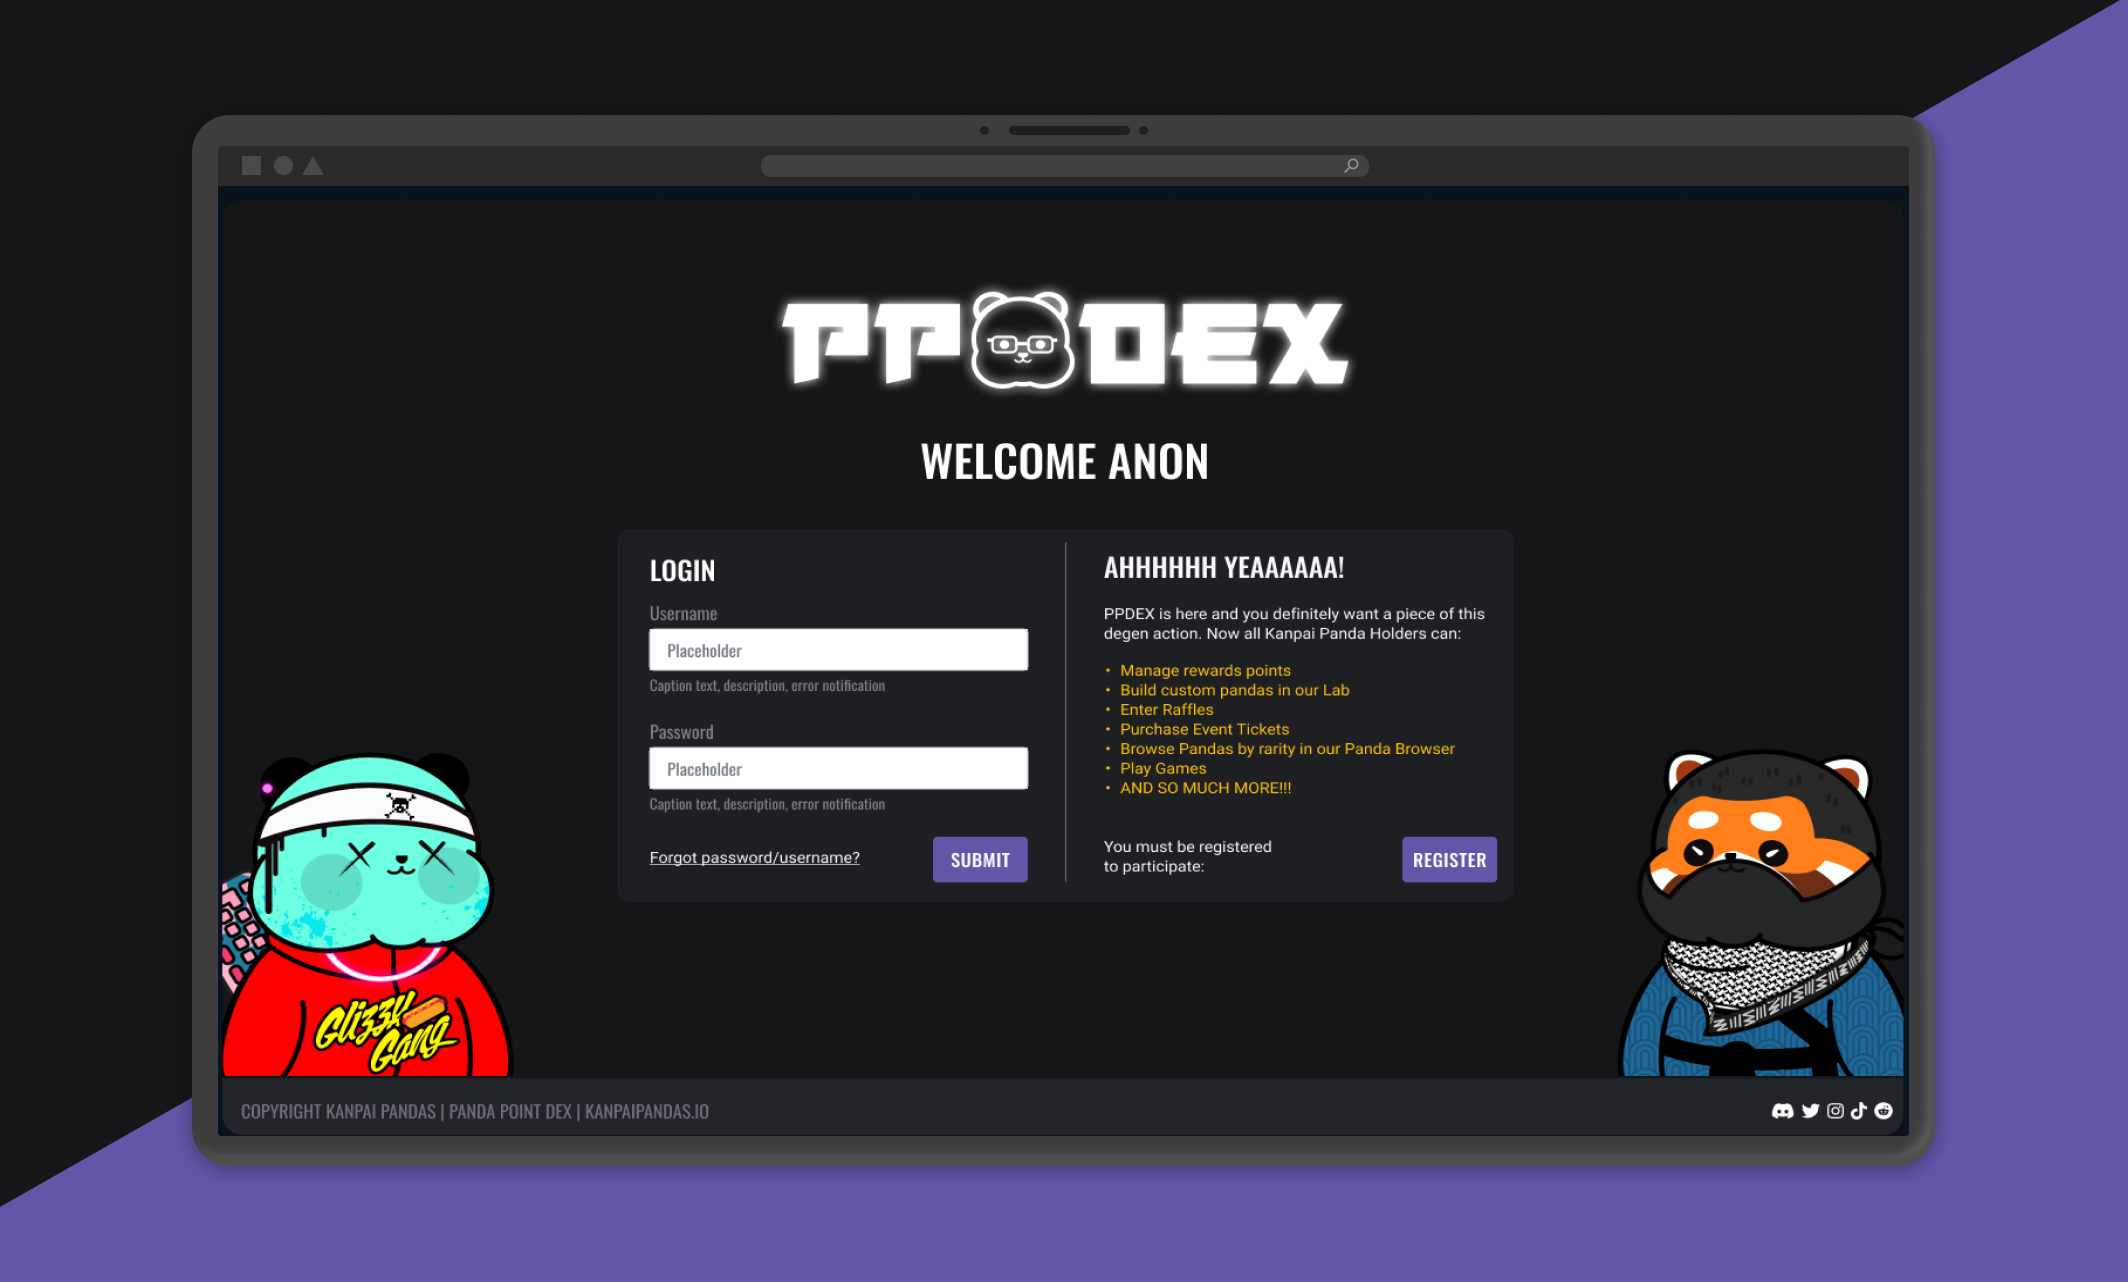 PPDEX
WELCOME ANON
LOGIN
Username
Placeholder
Caption text, description, error notification
Password
Placeholder
Caption text, description, error notification
Forgot password/username?
SUBMIT
AHHHHHH YEAAAAAA!
PPDEX is here and you definitely want a piece of this
degen action. Now all Kanpai Panda Holders can:
• Manage rewards points
• Build custom pandas in our Lab
• Enter Raffles
• Purchase Event Tickets
• Browse Pandas by rarity in our Panda Browser
• Play Games
• AND SO MUCH MORE!!!
You must be registered
to participate:
REGISTER
Glizzy
Gang
COPYRIGHT KANPAI PANDAS | PANDA POINT DEX | KANPAIPANDAS.IO